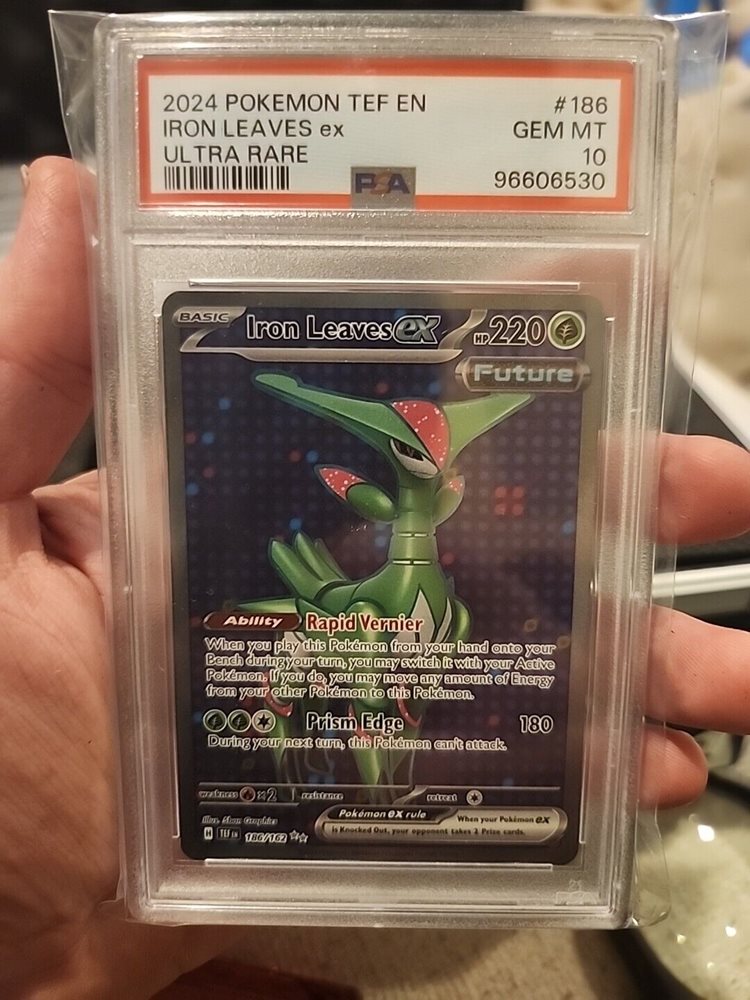 2024 POKEMON TEF EN #186
IRON LEAVES ex GEM MT
ULTRA RARE 10
PSA 96606530
BASIC Iron Leaves ex HP 220
Future
Ability Rapid Vernier
When you play this Pokémon from your hand onto your
Bench during your turn, you may switch it with your Active
Pokémon. If you do, you may move any amount of Energy
from your other Pokémon to this Pokémon.
Prism Edge 180
During your next turn, this Pokémon can't attack.
weakness ×2 resistance retreat
Illus. 5ban Graphics
Pokémon ex rule When your Pokémon ex
is Knocked Out, your opponent takes 2 Prize cards.
H TEF EN 186/162